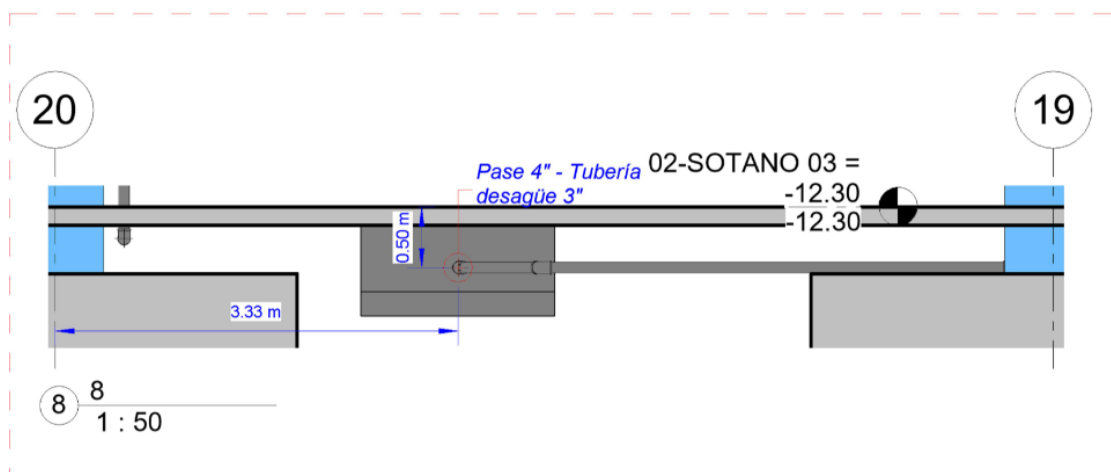 20
19
Pase 4" - Tubería
desagüe 3"
02-SOTANO 03 =
-12.30
-12.30
0.50 m
3.33 m
8
8
1 : 50